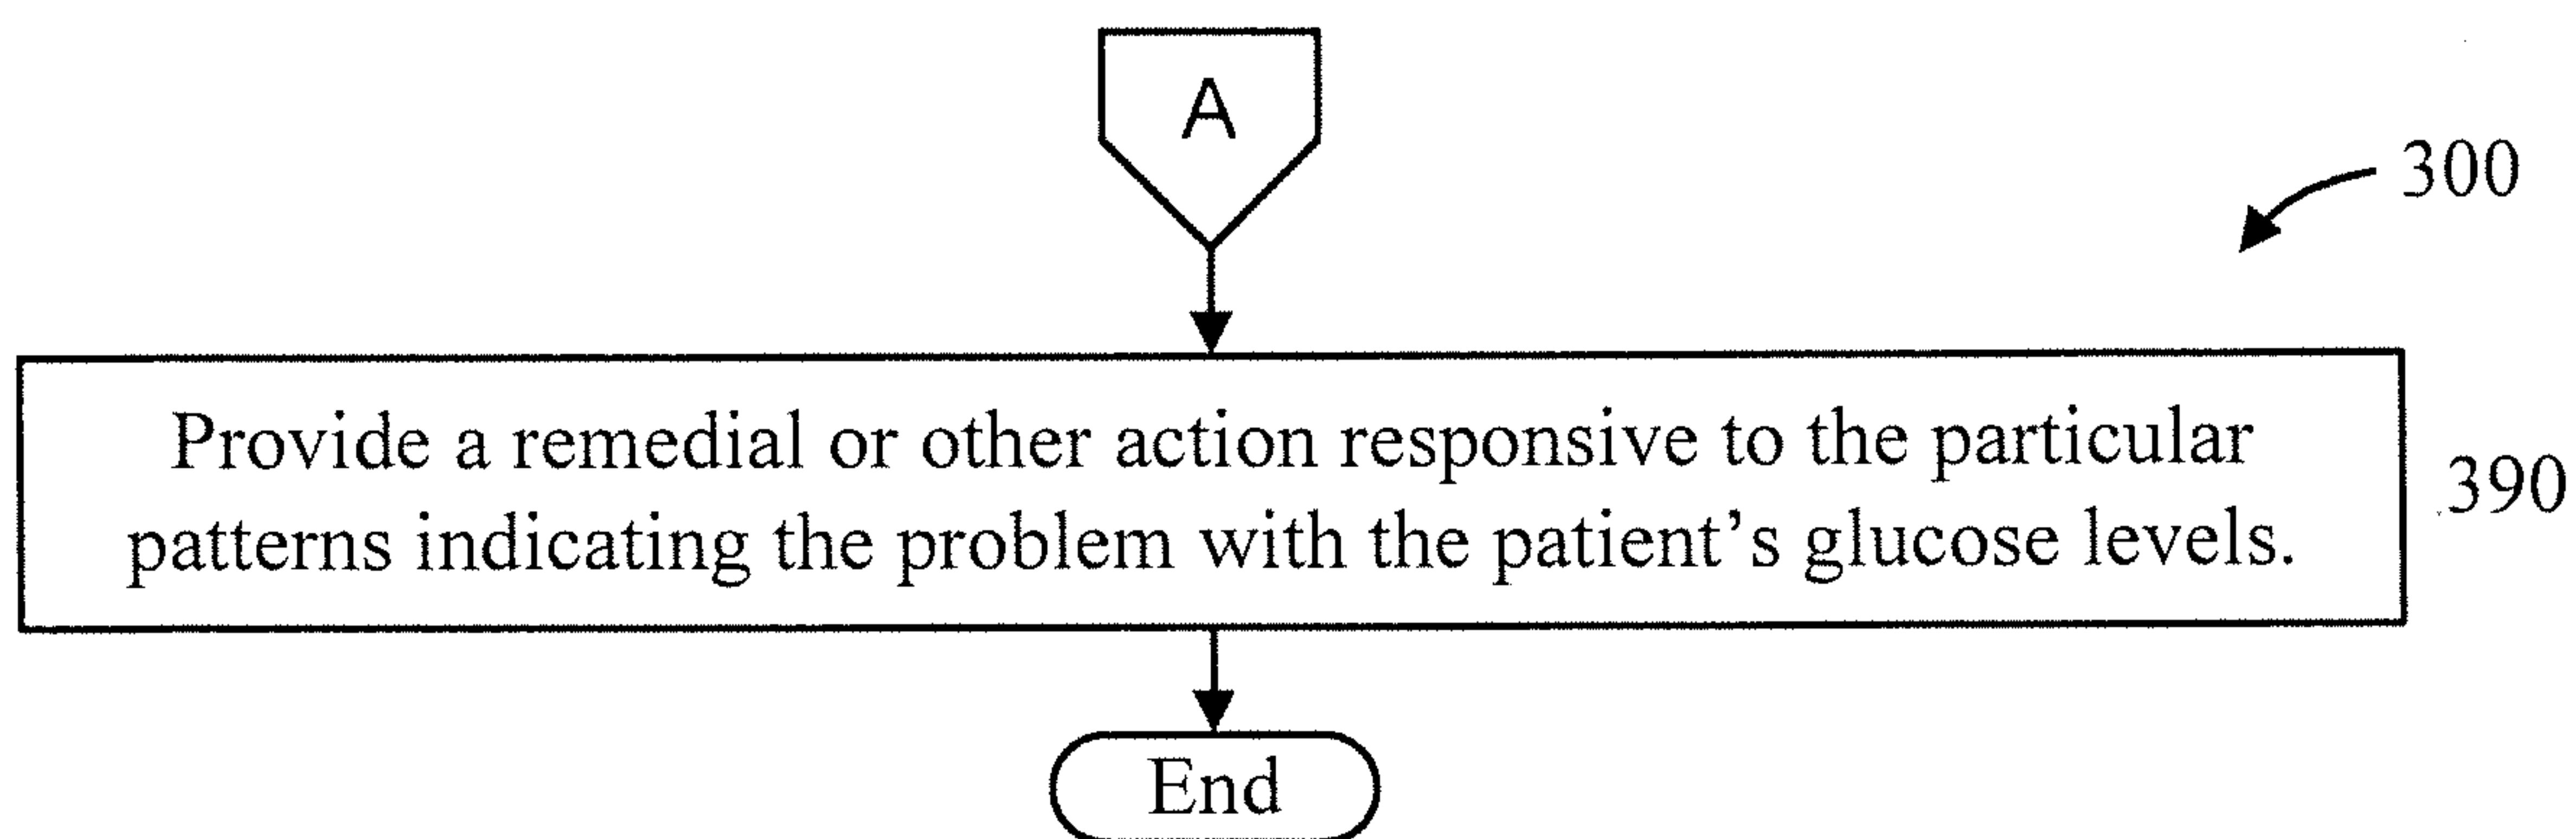 A
300
Provide a remedial or other action responsive to the particular
patterns indicating the problem with the patient’s glucose levels.
390
End